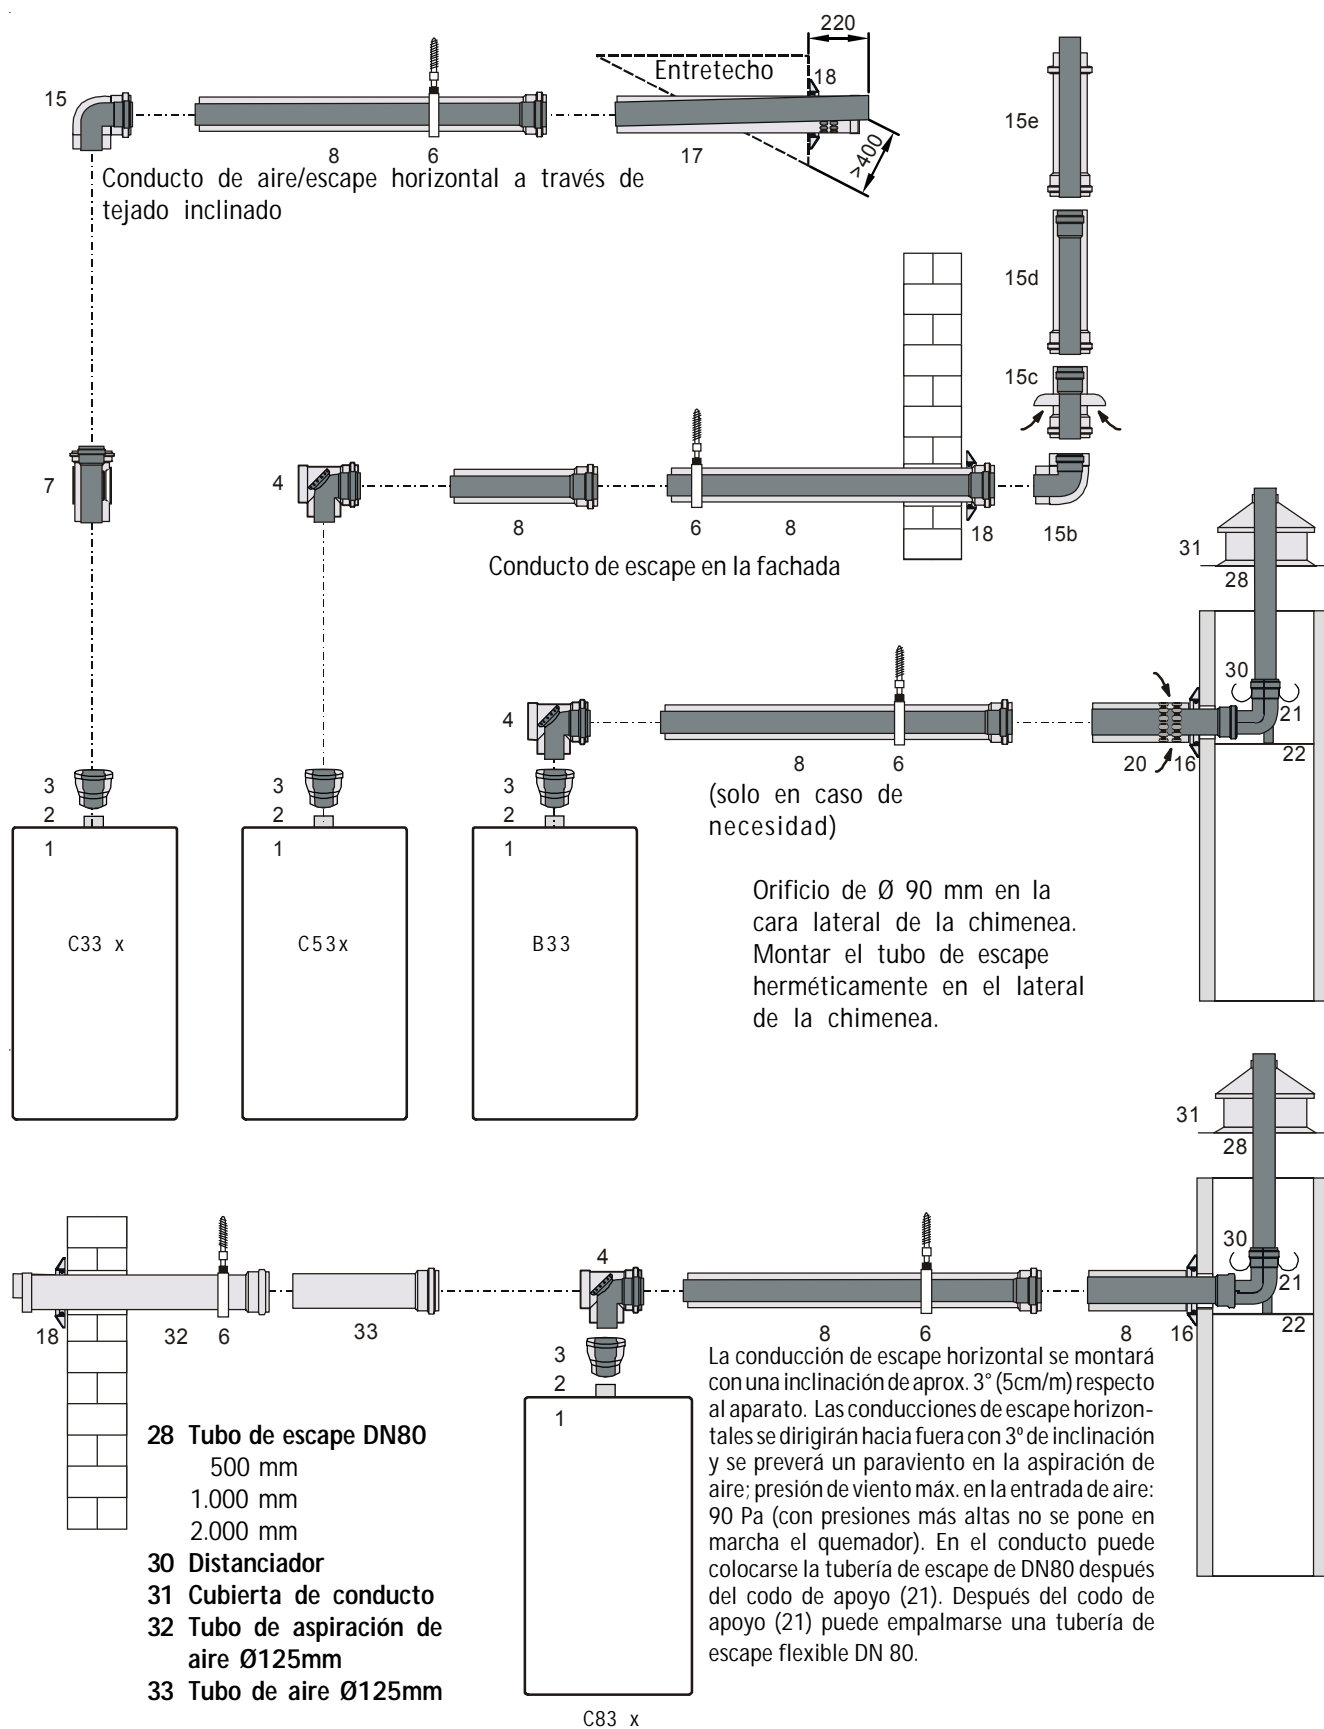 220
Entretecho
18
15
8
6
17
>400
15e
Conducto de aire/escape horizontal a través de
tejado inclinado
15d
15c
7
4
8
6
8
18
15b
Conducto de escape en la fachada
31
28
30
4
21
8
6
20
16
22
3
2
1
C33 x
3
2
1
C53x
3
2
1
B33
(solo en caso de
necesidad)
Orificio de Ø 90 mm en la
cara lateral de la chimenea.
Montar el tubo de escape
herméticamente en el lateral
de la chimenea.
31
28
30
21
22
4
18
32
6
33
8
6
8
16
3
2
1
C83 x
28 Tubo de escape DN80
500 mm
1.000 mm
2.000 mm
30 Distanciador
31 Cubierta de conducto
32 Tubo de aspiración de
aire Ø125mm
33 Tubo de aire Ø125mm
La conducción de escape horizontal se montará
con una inclinación de aprox. 3° (5cm/m) respecto
al aparato. Las conducciones de escape horizon-
tales se dirigirán hacia fuera con 3º de inclinación
y se preverá un paraviento en la aspiración de
aire; presión de viento máx. en la entrada de aire:
90 Pa (con presiones más altas no se pone en
marcha el quemador). En el conducto puede
colocarse la tubería de escape de DN80 después
del codo de apoyo (21). Después del codo de
apoyo (21) puede empalmarse una tubería de
escape flexible DN 80.